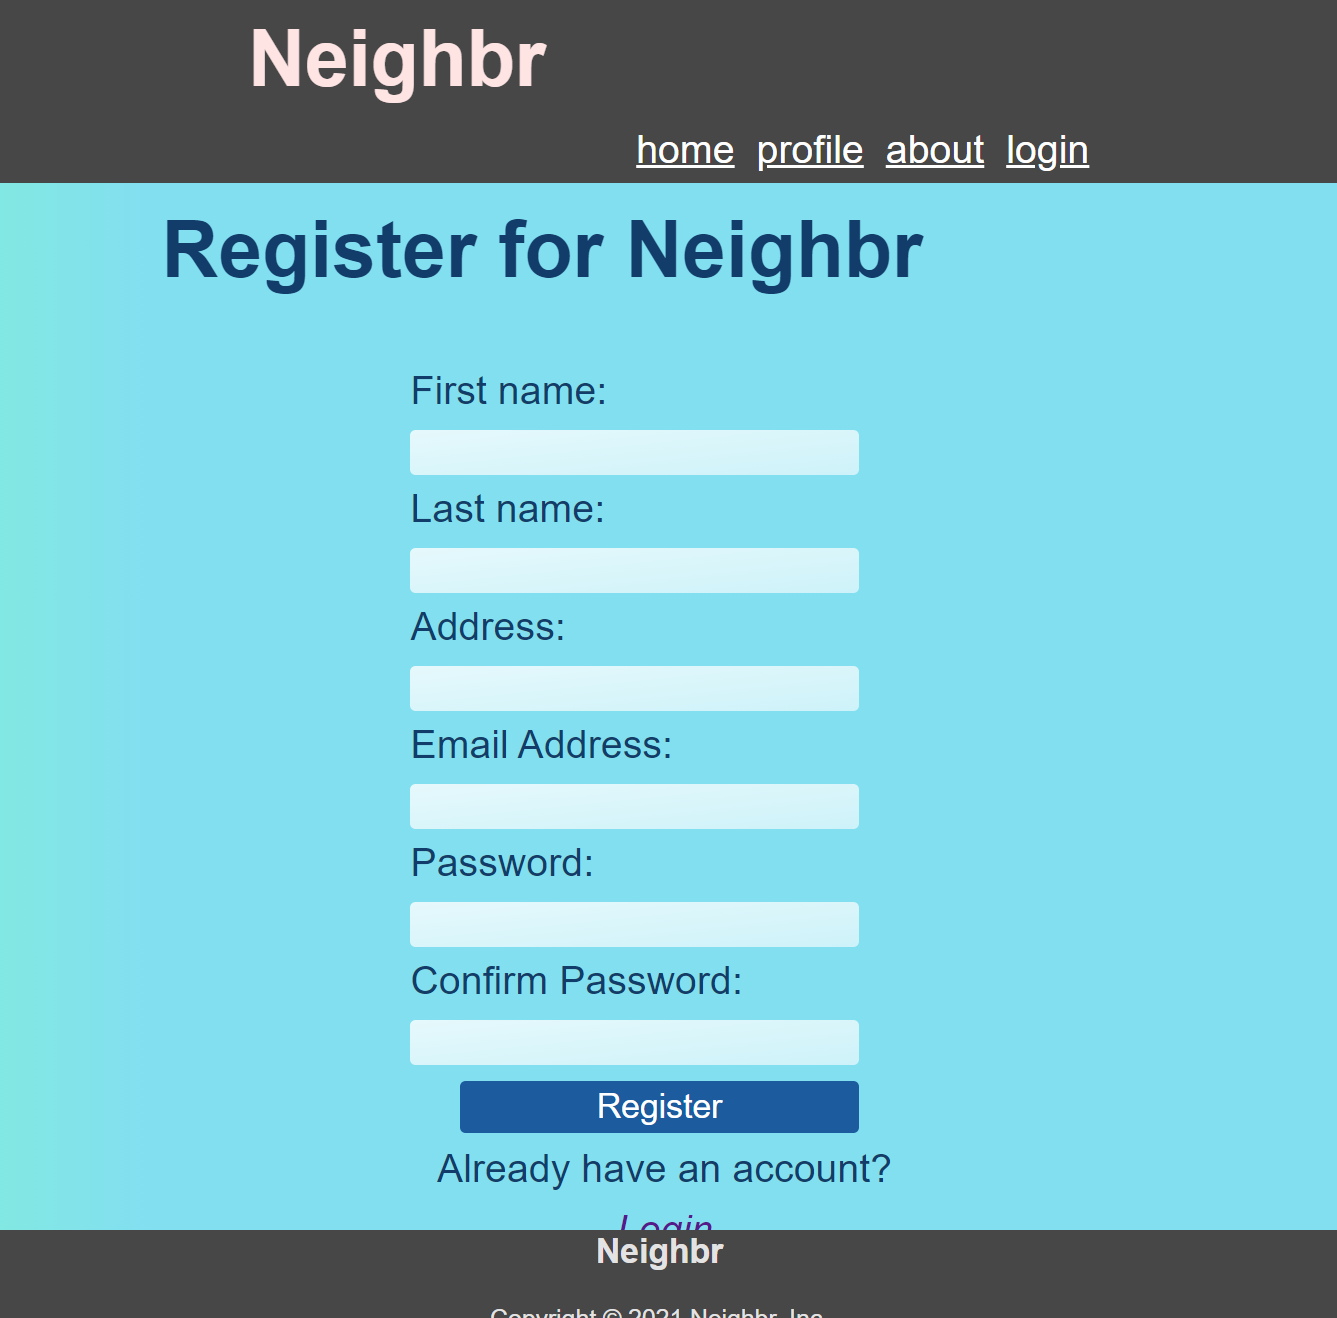 Neighbr
home profile about login
Register for Neighbr
First name:
Last name:
Address:
Email Address:
Password:
Confirm Password:
Register
Already have an account?
Login
Neighbr
Copyright © 2021 Neighbr, Inc.